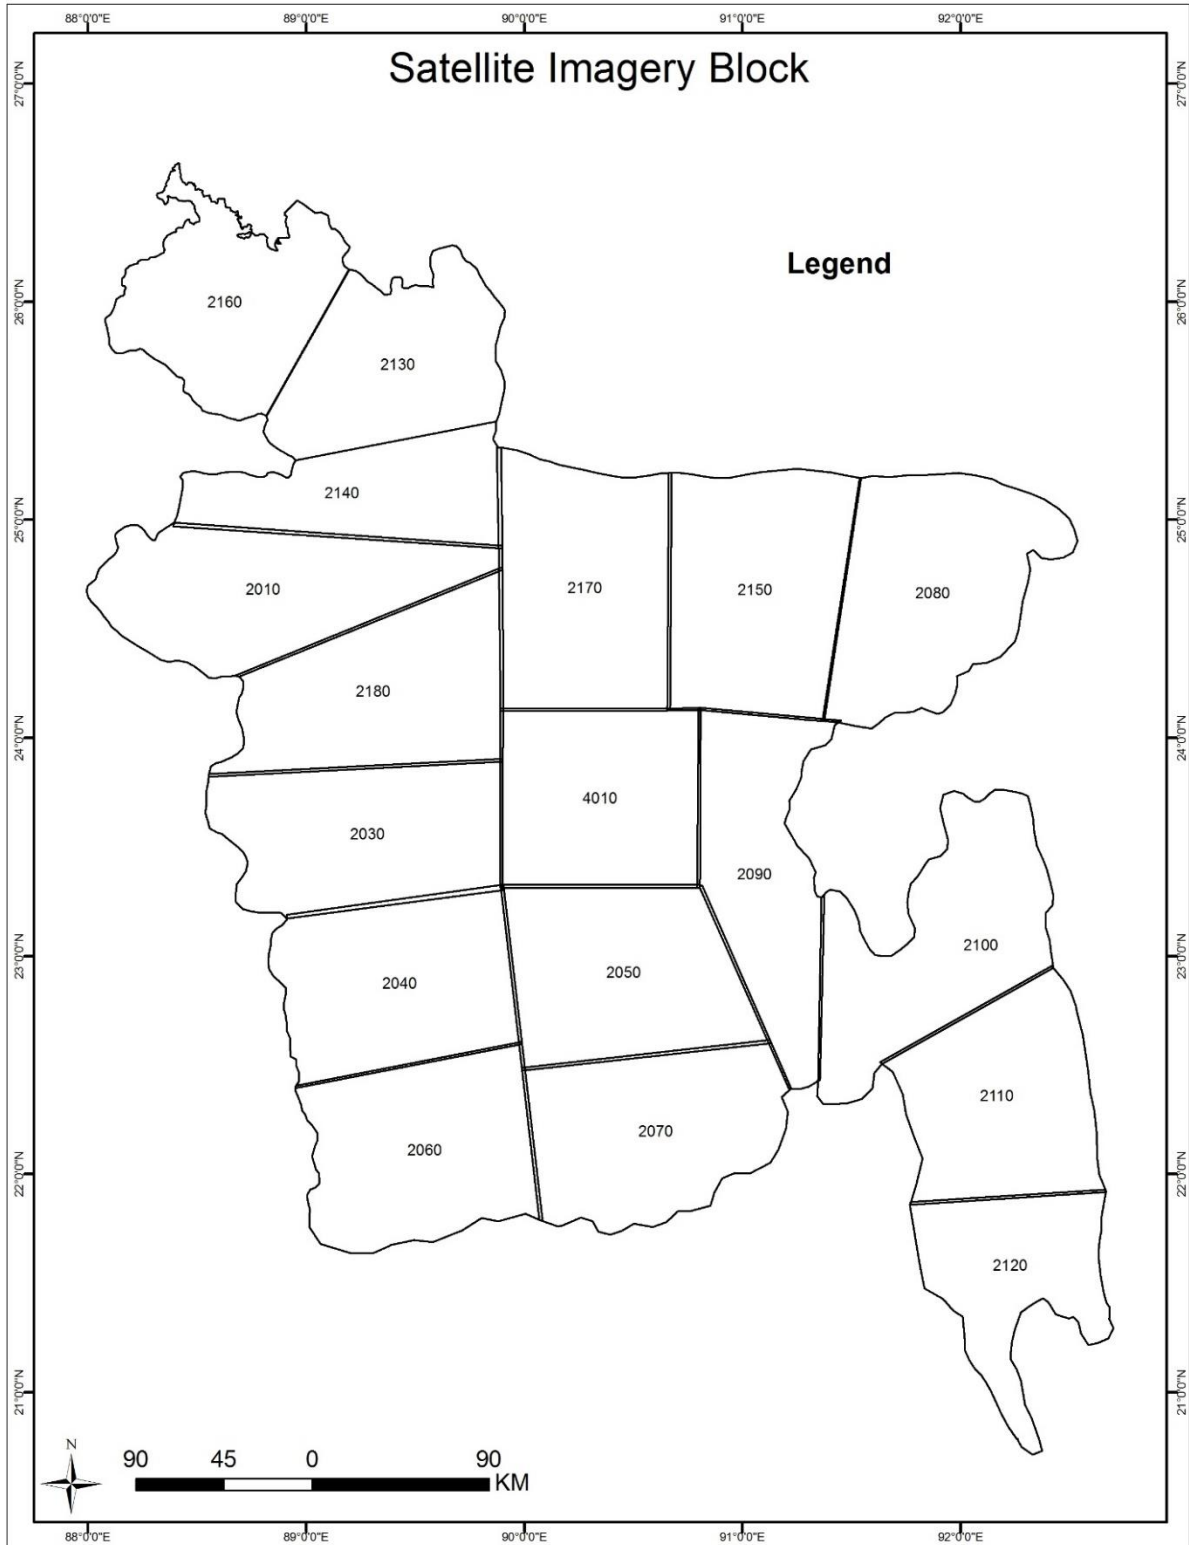 88°0'0"E 89°0'0"E 90°0'0"E 91°0'0"E 92°0'0"E
Satellite Imagery Block
27°0'0"N 27°0'0"N
Legend
2160
26°0'0"N 26°0'0"N
2130
2140
25°0'0"N 25°0'0"N
2010 2170 2150 2080
2180
24°0'0"N 24°0'0"N
4010
2030
2090
2100
23°0'0"N 23°0'0"N
2040 2050
2110
2070
2060
22°0'0"N 22°0'0"N
2120
21°0'0"N 21°0'0"N
N
90 45 0 90
KM
88°0'0"E 89°0'0"E 90°0'0"E 91°0'0"E 92°0'0"E